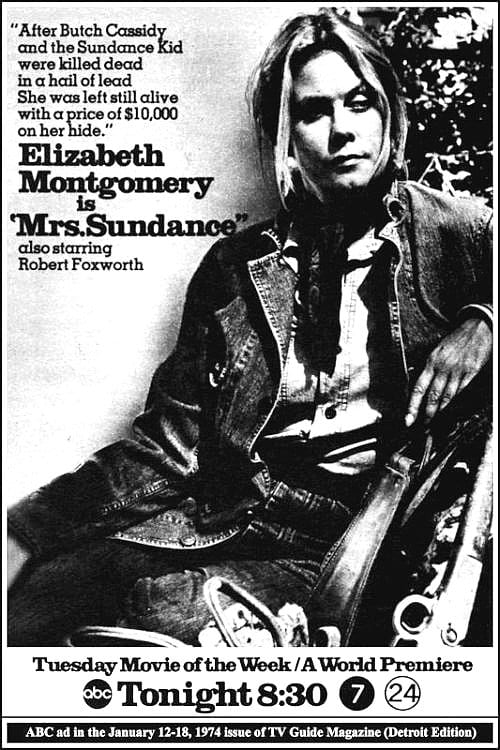 "After Butch Cassidy
and the Sundance Kid
were killed dead
in a hail of lead
She was left still alive
with a price of $10,000
on her hide."
Elizabeth
Montgomery
is
"Mrs.Sundance"
also starring
Robert Foxworth
Tuesday Movie of the Week/A World Premiere
abc Tonight 8:30 7 24
ABC ad in the January 12-18, 1974 issue of TV Guide Magazine (Detroit Edition)